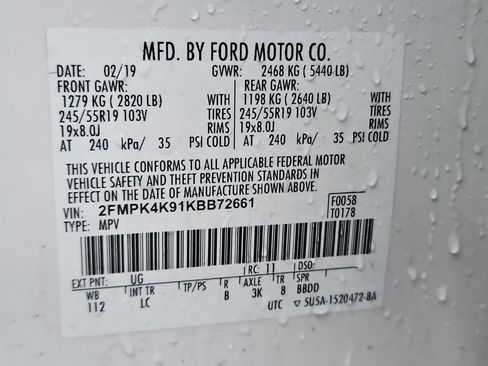 MFD. BY FORD MOTOR CO.
DATE: 02/19 GVWR: 2468 KG (5440 LB)
FRONT GAWR: REAR GAWR:
1279 KG (2820 LB) WITH 1198 KG (2640 LB) WITH
245/55R19 103V TIRES 245/55R19 103V TIRES
19x8.0J RIMS 19x8.0J RIMS
AT 240 kPa/ 35 PSI COLD AT 240 kPa/ 35 PSI COLD
THIS VEHICLE CONFORMS TO ALL APPLICABLE FEDERAL MOTOR
VEHICLE SAFETY AND THEFT PREVENTION STANDARDS IN
EFFECT ON THE DATE OF MANUFACTURE SHOWN ABOVE.
VIN: 2FMPK4K91KBB72661 F0058
TYPE: MPV T0178
EXT PNT: UG RC: 11 DSO:
WB INT TR TP/PS R AXLE TR SPR
112 LC B 3K 8 BBDD
UTC ▽ 5U5A-1520472-BA